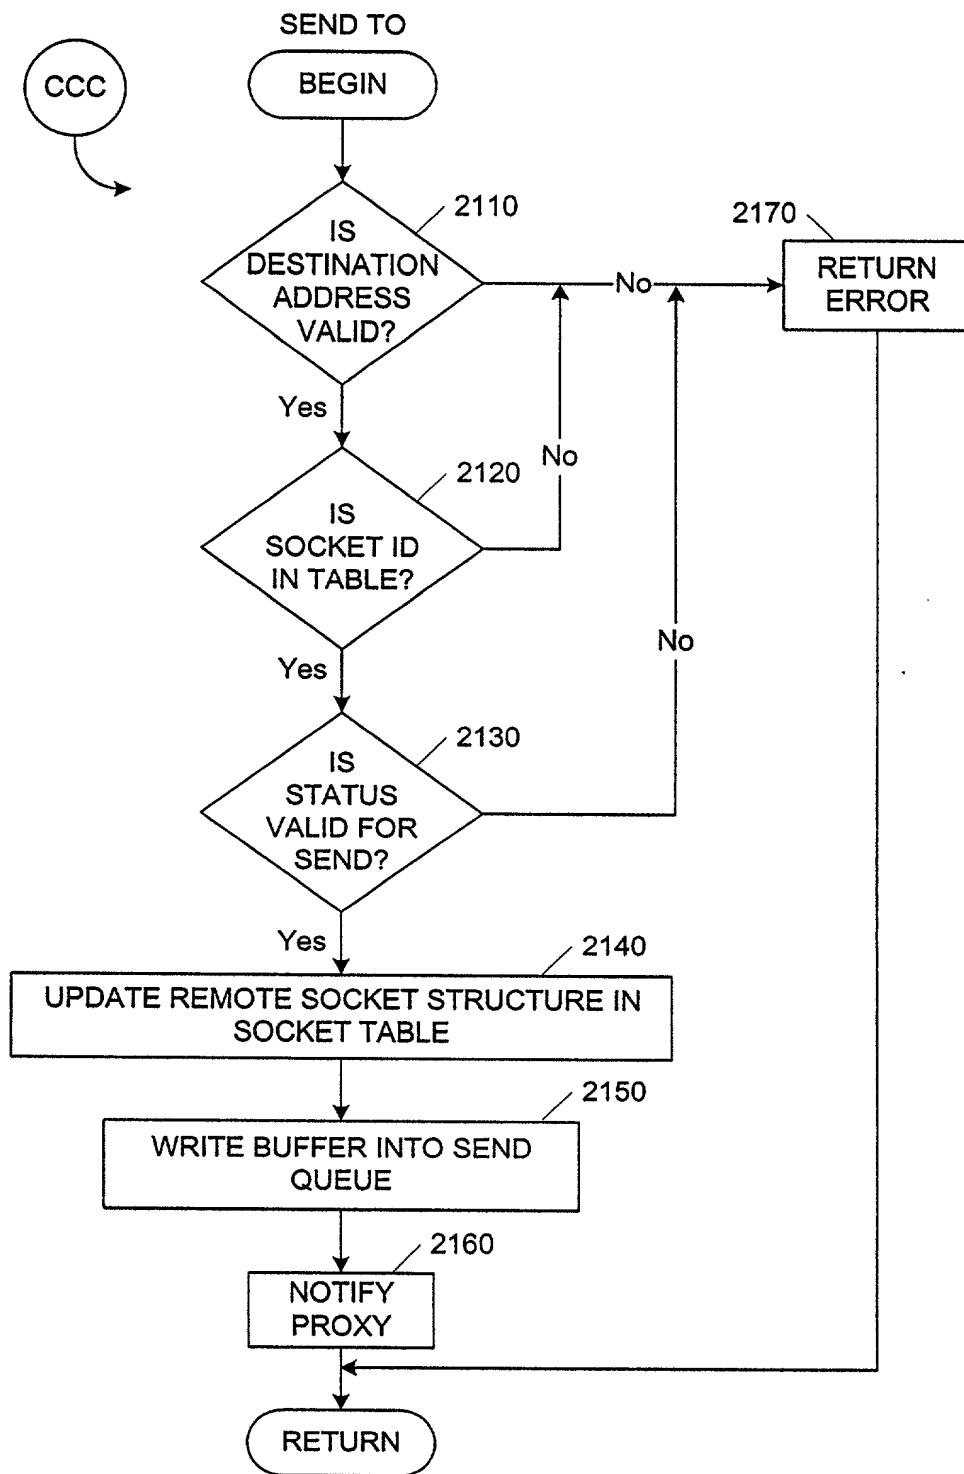 SEND TO
CCC
BEGIN
2110
IS
DESTINATION
ADDRESS
VALID?
No
2170
RETURN
ERROR
Yes
2120
IS
SOCKET ID
IN TABLE?
No
Yes
2130
IS
STATUS
VALID FOR
SEND?
No
Yes
2140
UPDATE REMOTE SOCKET STRUCTURE IN
SOCKET TABLE
2150
WRITE BUFFER INTO SEND
QUEUE
2160
NOTIFY
PROXY
RETURN